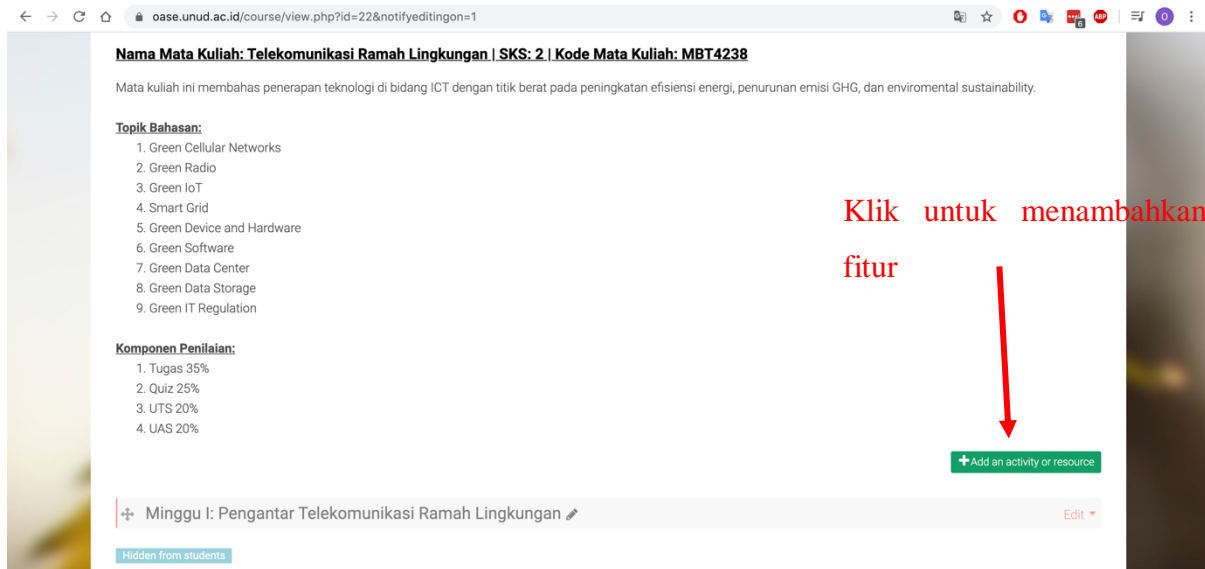 oase.unud.ac.id/course/view.php?id=22&notifyeditingon=1
6
ABP
O
Nama Mata Kuliah: Telekomunikasi Ramah Lingkungan | SKS: 2 | Kode Mata Kuliah: MBT4238
Mata kuliah ini membahas penerapan teknologi di bidang ICT dengan titik berat pada peningkatan efisiensi energi, penurunan emisi GHG, dan enviromental sustainability.
Topik Bahasan:
1. Green Cellular Networks
2. Green Radio
3. Green IoT
4. Smart Grid
5. Green Device and Hardware
6. Green Software
7. Green Data Center
8. Green Data Storage
9. Green IT Regulation
Klik untuk menambahkan
fitur
Komponen Penilaian:
1. Tugas 35%
2. Quiz 25%
3. UTS 20%
4. UAS 20%
+Add an activity or resource
Minggu I: Pengantar Telekomunikasi Ramah Lingkungan
Edit
Hidden from students